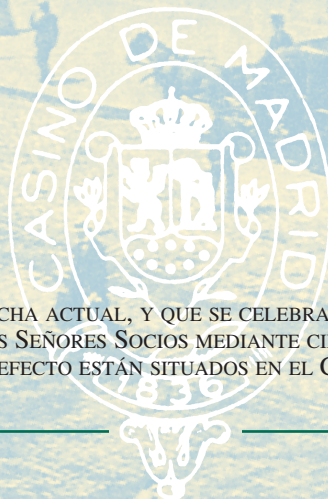 CASINO DE MADRID
CHA ACTUAL, Y QUE SE CELEBRA
S SEÑORES SOCIOS MEDIANTE CI
EFECTO ESTÁN SITUADOS EN EL C
1836